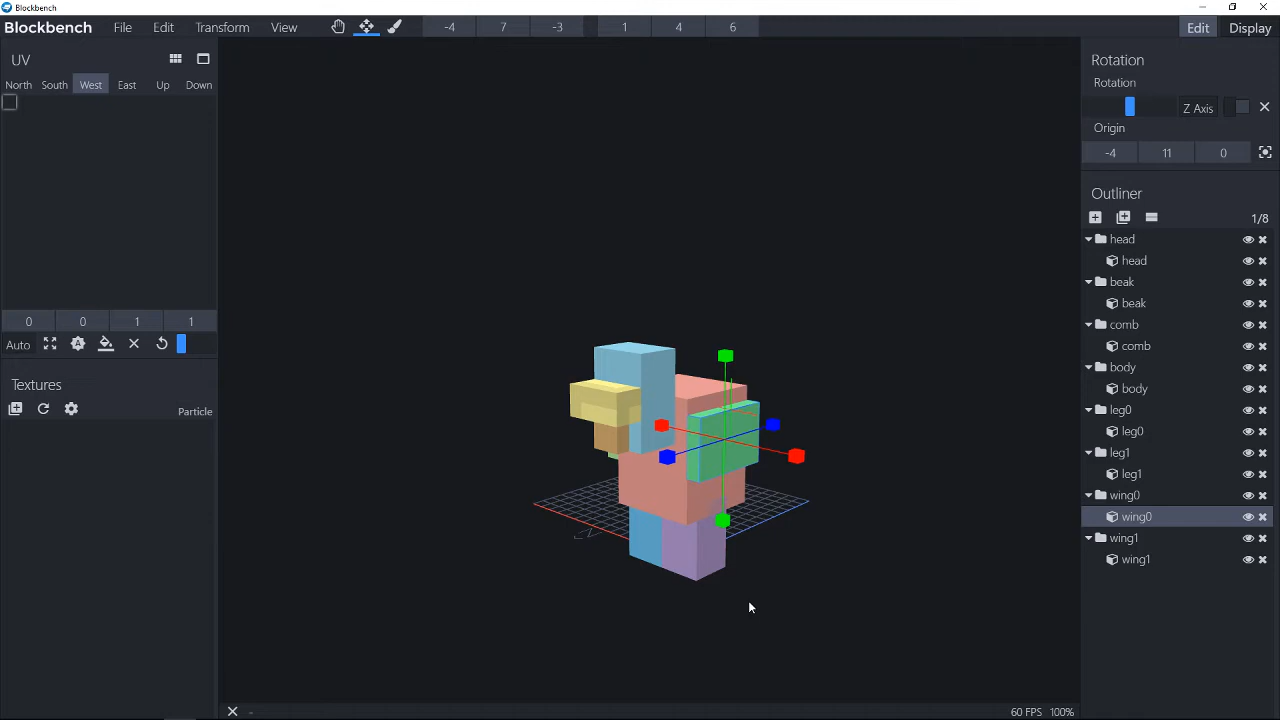 Blockbench
Blockbench File Edit Transform View -4 7 -3 1 4 6 Edit Display
UV
North South West East Up Down
0 0 1 1
Auto
Textures
Particle
Rotation
Rotation
Z Axis
Origin
-4 11 0
Outliner
1/8
head
head
beak
beak
comb
comb
body
body
leg0
leg0
leg1
leg1
wing0
wing0
wing1
wing1
- 60 FPS 100%